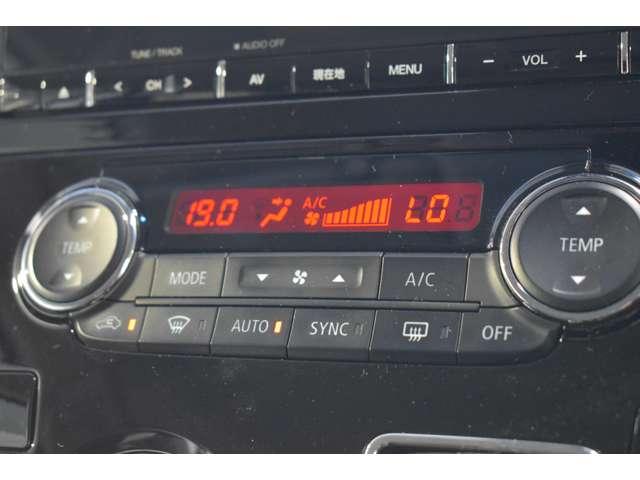 TUNE / TRACK
AUDIO OFF
< CH >
AV
現在地
MENU
− VOL +
19.0
A/C
LO
TEMP
MODE
A/C
TEMP
AUTO
SYNC
OFF